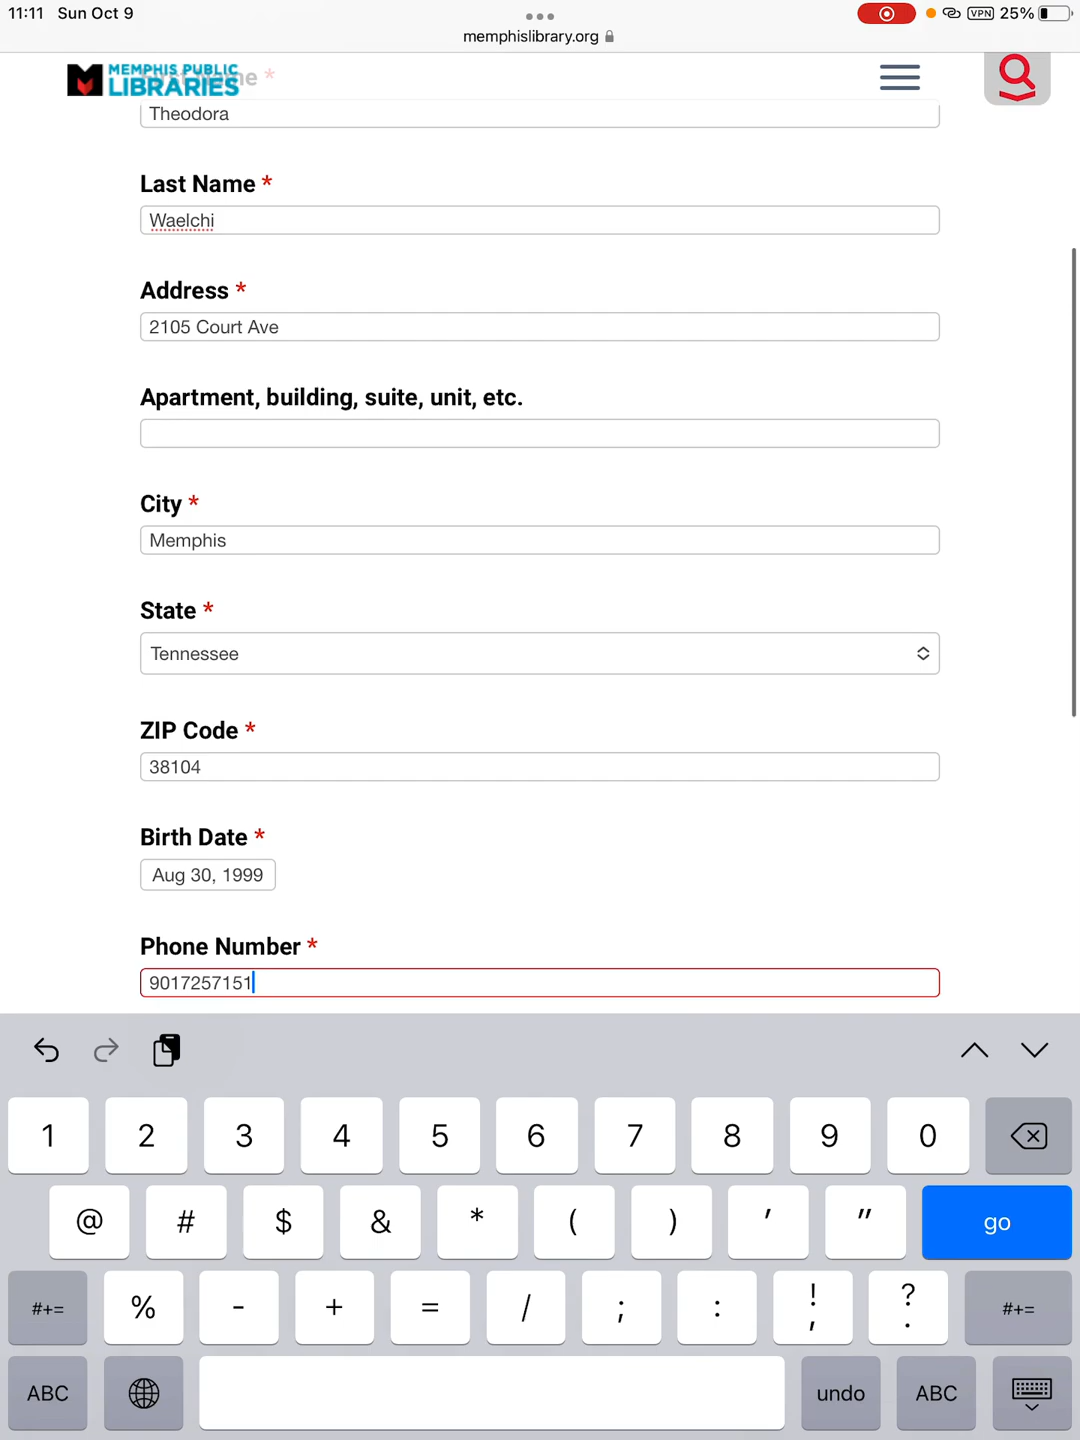 11:11 Sun Oct 9
VPN 25%
memphislibrary.org
MEMPHIS PUBLIC
LIBRARIES
Name *
Theodora
Last Name *
Waelchi
Address *
2105 Court Ave
Apartment, building, suite, unit, etc.
City *
Memphis
State *
Tennessee
ZIP Code *
38104
Birth Date *
Aug 30, 1999
Phone Number *
9017257151
1 2 3 4 5 6 7 8 9 0
@ # $ & * ( ) ' " go
#+= % - + = / ; : ! , ? . #+=
ABC undo ABC